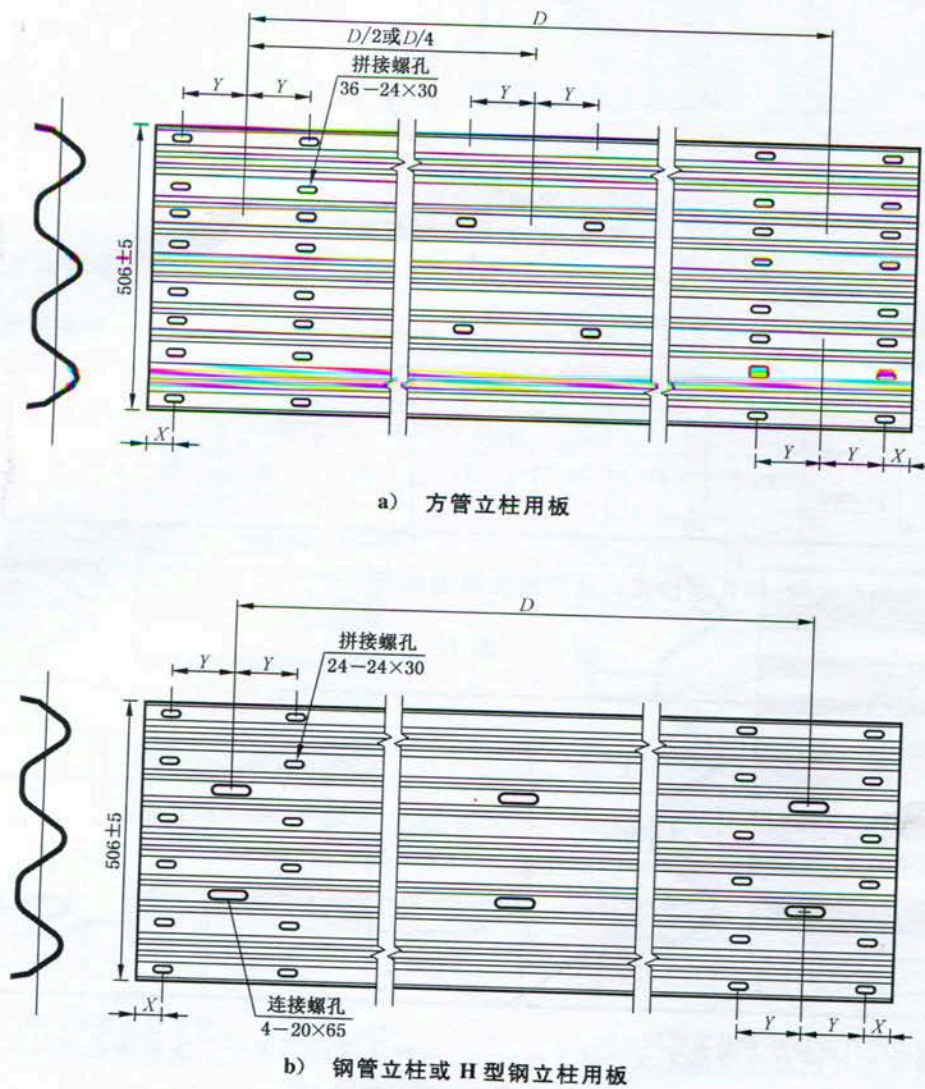 D
D/2或D/4
拼接螺孔
36－24×30
Y Y Y Y
506±5
X
Y Y X
a) 方管立柱用板
D
拼接螺孔
24－24×30
Y Y
506±5
X
连接螺孔
4－20×65
Y Y X
b) 钢管立柱或 H 型钢立柱用板